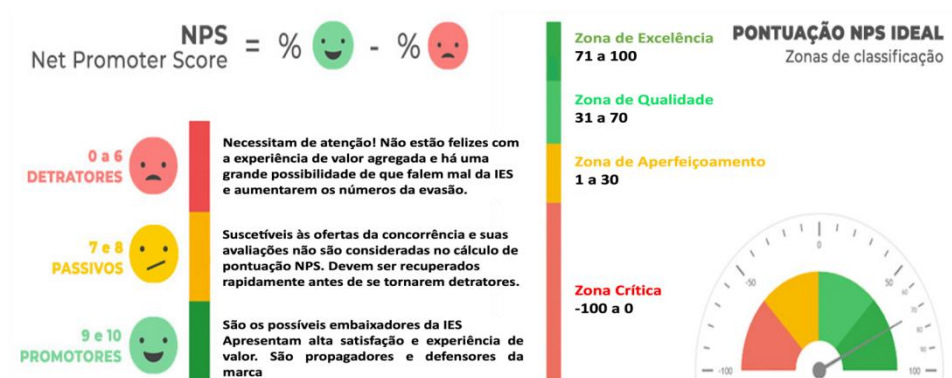 NPS
Net Promoter Score
= % - %
0 a 6
DETRATORES
Necessitam de atenção! Não estão felizes com
a experiência de valor agregada e há uma
grande possibilidade de que falem mal da IES
e aumentarem os números da evasão.
7 e 8
PASSIVOS
Suscetíveis às ofertas da concorrência e suas
avaliações não são consideradas no cálculo de
pontuação NPS. Devem ser recuperados
rapidamente antes de se tornarem detratores.
9 e 10
PROMOTORES
São os possíveis embaixadores da IES
Apresentam alta satisfação e experiência de
valor. São propagadores e defensores da
marca
PONTUAÇÃO NPS IDEAL
Zonas de classificação
Zona de Excelência
71 a 100
Zona de Qualidade
31 a 70
Zona de Aperfeiçoamento
1 a 30
Zona Crítica
-100 a 0
-100
-50
0
50
100